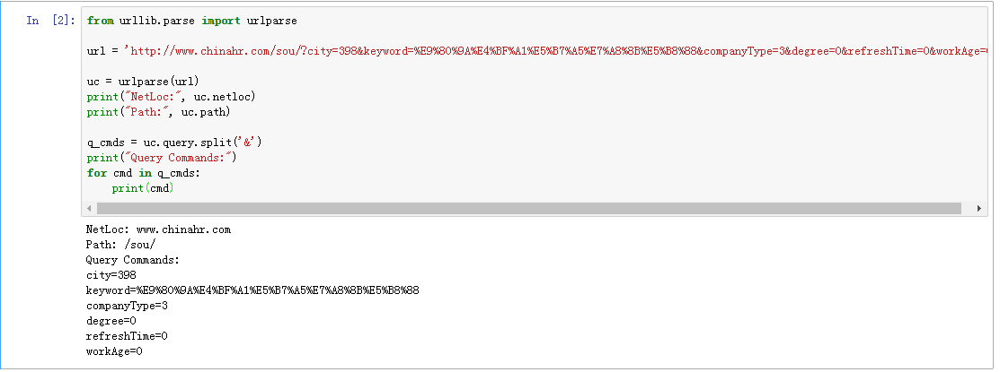 In [2]:
from urllib.parse import urlparse
url = 'http://www.chinahr.com/sou/?city=398&keyword=%E9%80%9A%E4%BF%A1%E5%B7%A5%E7%A8%8B%E5%B8%88&companyType=3&degree=0&refreshTime=0&workAge=
uc = urlparse(url)
print("NetLoc:", uc.netloc)
print("Path:", uc.path)
q_cmds = uc.query.split('&')
print("Query Commands:")
for cmd in q_cmds:
    print(cmd)
NetLoc: www.chinahr.com
Path: /sou/
Query Commands:
city=398
keyword=%E9%80%9A%E4%BF%A1%E5%B7%A5%E7%A8%8B%E5%B8%88
companyType=3
degree=0
refreshTime=0
workAge=0